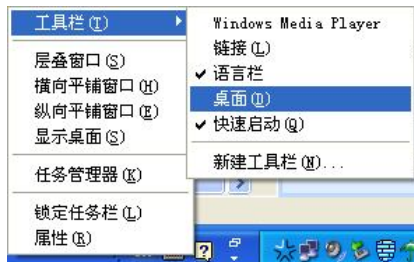 工具栏(T)
层叠窗口(S)
横向平铺窗口(H)
纵向平铺窗口(E)
显示桌面(S)
任务管理器(K)
锁定任务栏(L)
属性(R)
Windows Media Player
链接(L)
语言栏
桌面(D)
快速启动(Q)
新建工具栏(N)...